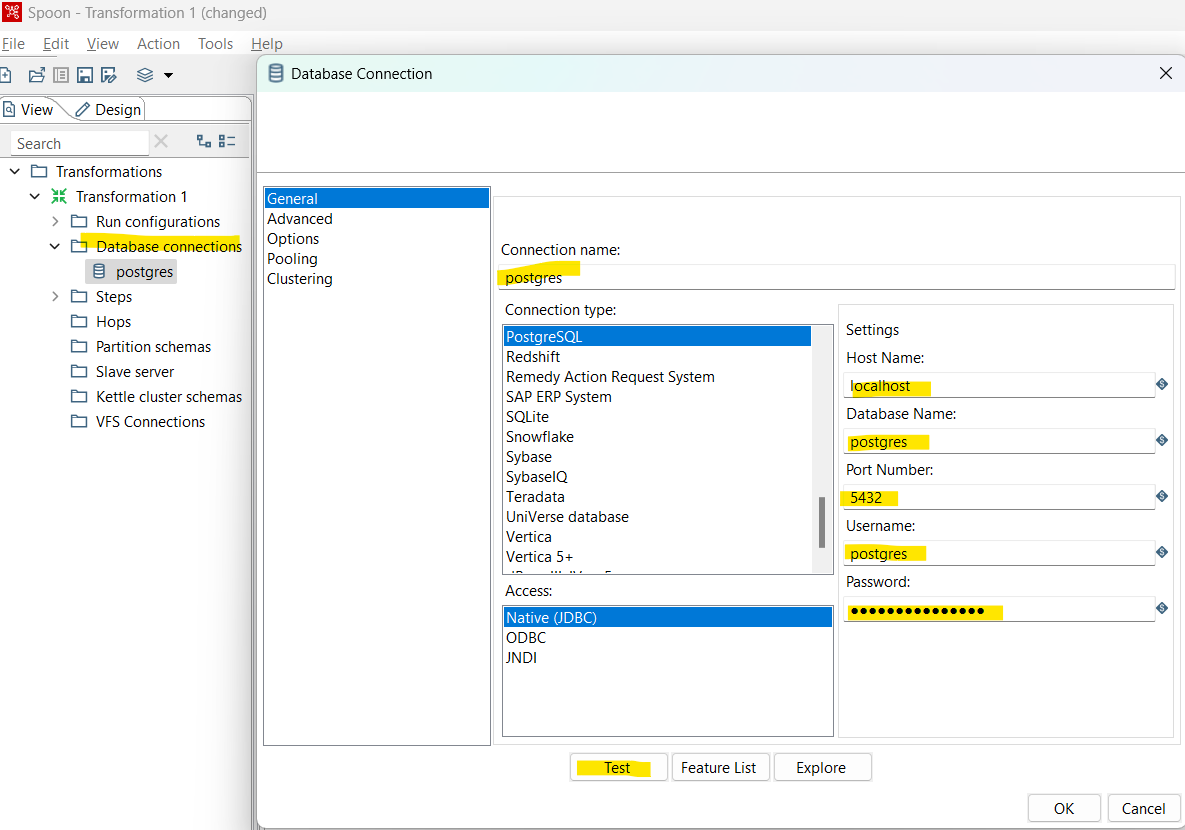 Spoon - Transformation 1 (changed)
File Edit View Action Tools Help
Database Connection
View Design
Search
Transformations
Transformation 1
Run configurations
Database connections
postgres
Steps
Hops
Partition schemas
Slave server
Kettle cluster schemas
VFS Connections
General
Advanced
Options
Pooling
Clustering
Connection name:
postgres
Connection type:
PostgreSQL
Redshift
Remedy Action Request System
SAP ERP System
SQLite
Snowflake
Sybase
SybaseIQ
Teradata
UniVerse database
Vertica
Vertica 5+
Access:
Native (JDBC)
ODBC
JNDI
Settings
Host Name:
localhost
Database Name:
postgres
Port Number:
5432
Username:
postgres
Password:
●●●●●●●●●●●●●●●
Test Feature List Explore
OK Cancel